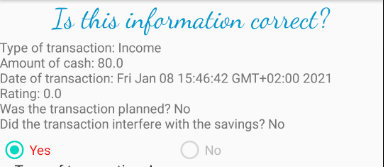 Is this information correct?
Type of transaction: Income
Amount of cash: 80.0
Date of transaction: Fri Jan 08 15:46:42 GMT+02:00 2021
Rating: 0.0
Was the transaction planned? No
Did the transaction interfere with the savings? No
Yes No